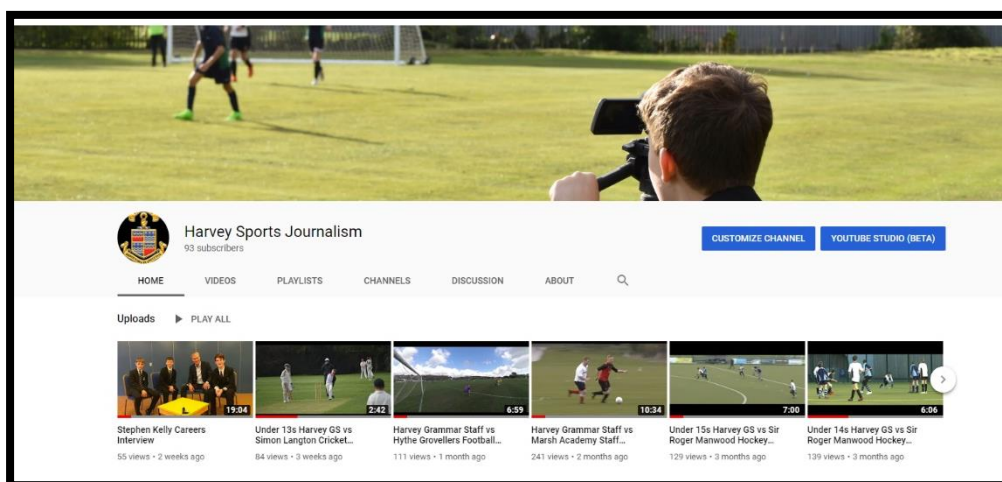 Harvey Sports Journalism
93 subscribers
CUSTOMIZE CHANNEL
YOUTUBE STUDIO (BETA)
HOME
VIDEOS
PLAYLISTS
CHANNELS
DISCUSSION
ABOUT
Uploads
PLAY ALL
19:04
2:42
6:59
10:34
7:00
6:06
Stephen Kelly Careers
Interview
55 views • 2 weeks ago
Under 13s Harvey GS vs
Simon Langton Cricket...
84 views • 3 weeks ago
Harvey Grammar Staff vs
Hythe Grovellers Football...
111 views • 1 month ago
Harvey Grammar Staff vs
Marsh Academy Staff...
241 views • 2 months ago
Under 15s Harvey GS vs Sir
Roger Manwood Hockey...
129 views • 3 months ago
Under 14s Harvey GS vs Sir
Roger Manwood Hockey...
139 views • 3 months ago